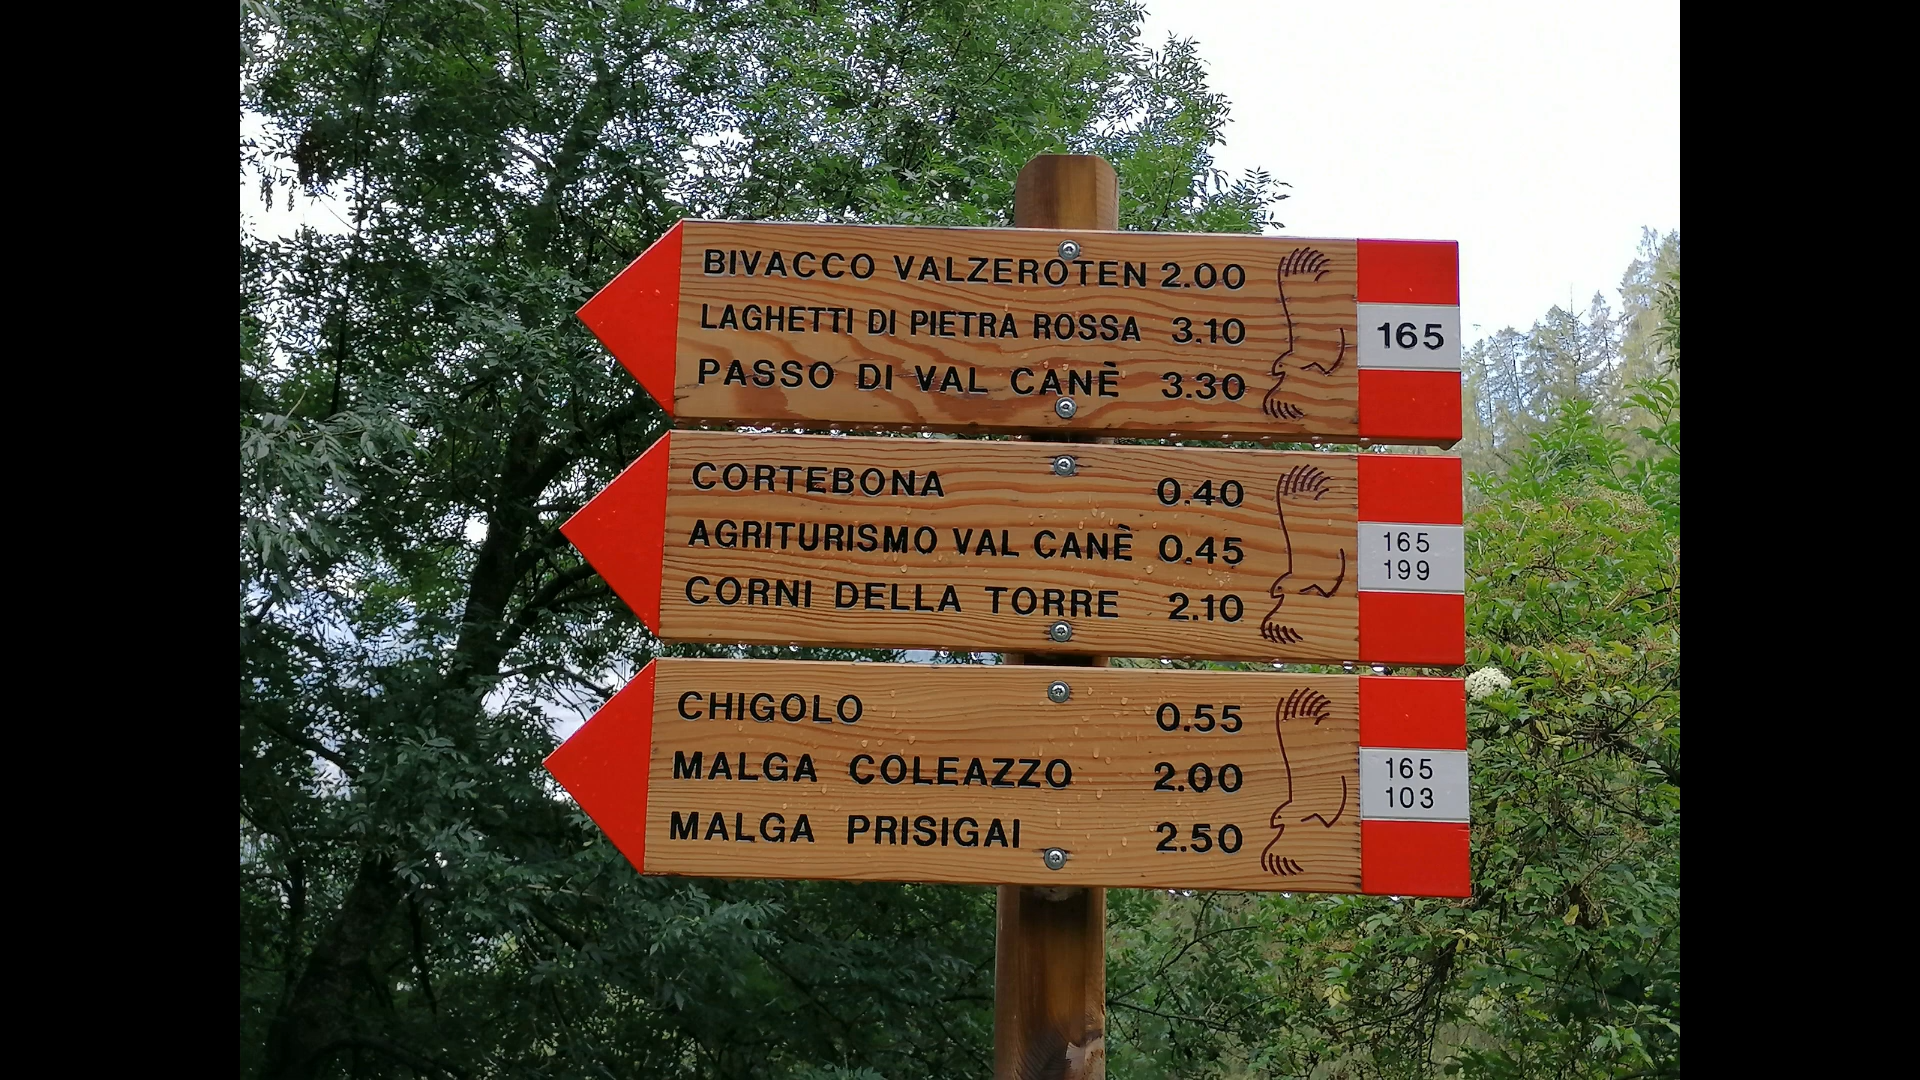 BIVACCO VALZEROTEN 2.00
LAGHETTI DI PIETRA ROSSA 3.10
PASSO DI VAL CANÈ 3.30
165
CORTEBONA 0.40
AGRITURISMO VAL CANÈ 0.45
CORNI DELLA TORRE 2.10
165
199
CHIGOLO 0.55
MALGA COLEAZZO 2.00
MALGA PRISIGAI 2.50
165
103